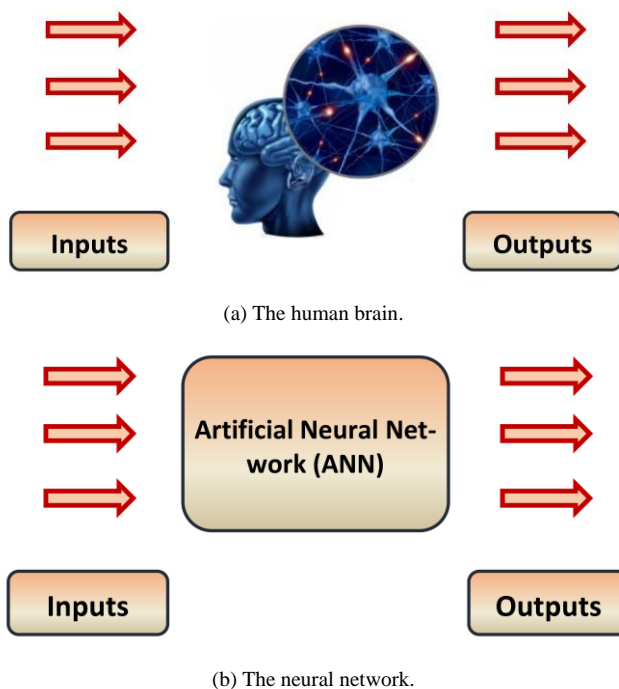 Inputs
Outputs
(a) The human brain.
Artificial Neural Net-
work (ANN)
Inputs
Outputs
(b) The neural network.